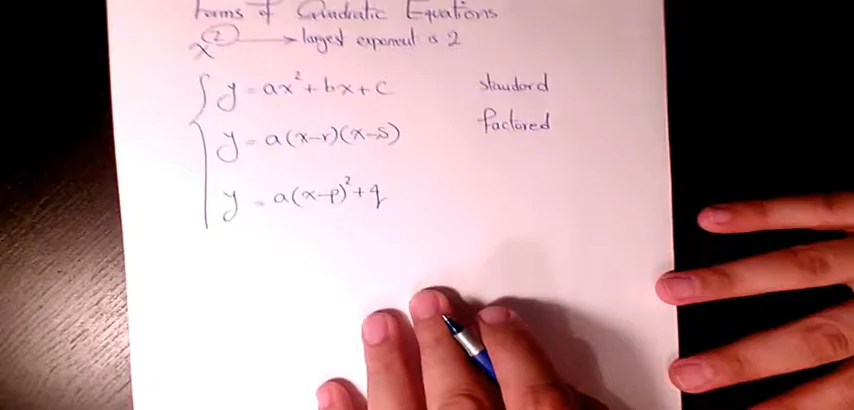 Forms of Quadratic Equations
x² → largest exponent is 2
y = ax² + bx + c standard
y = a(x-r)(x-s) factored
y = a(x-p)² + q